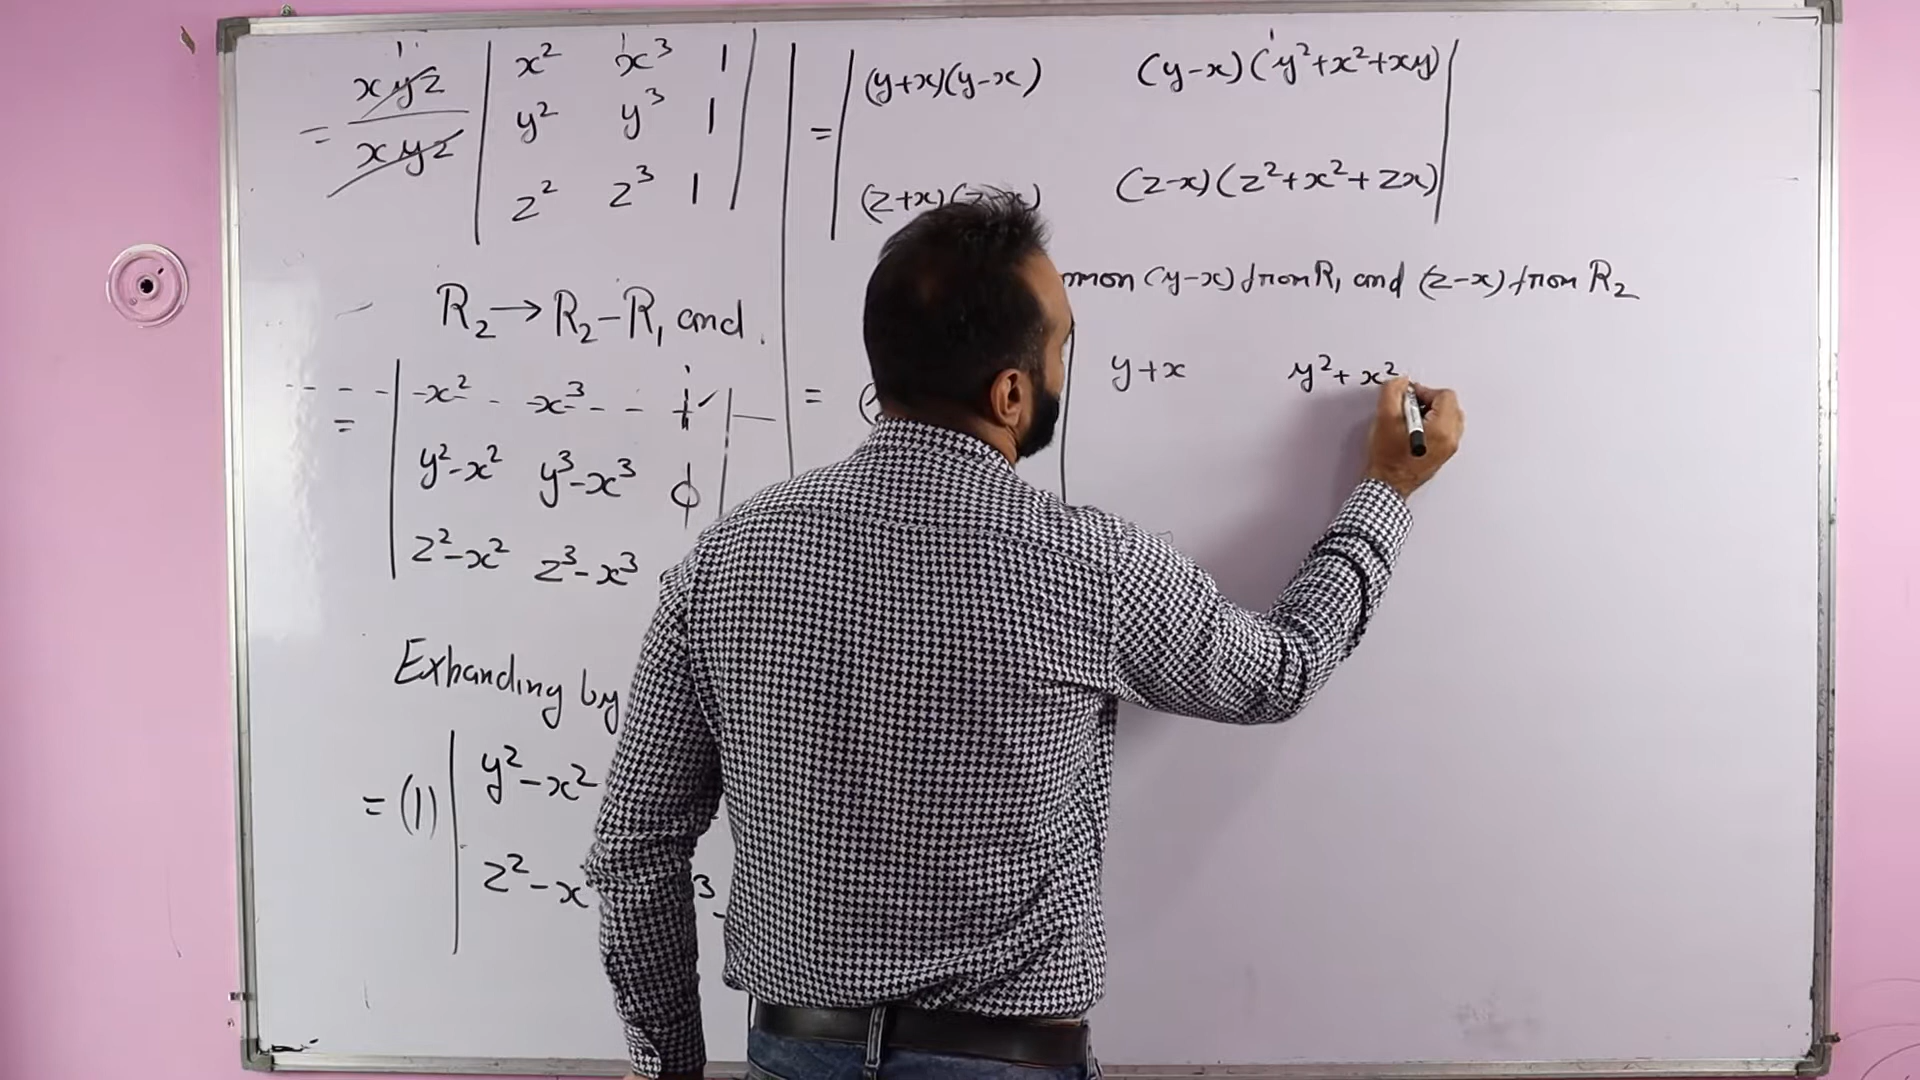 = xyz/xyz | x² x³ 1 |
| y² y³ 1 |
| z² z³ 1 |
R₂→R₂-R₁ and
= | -x² -x³ 1 |
| y²-x² y³-x³ 0 |
| z²-x² z³-x³
Expanding by
= (1) | y²-x²
z²-x
= | (y+x)(y-x) (y-x)(y²+x²+xy) |
| (z+x)(z-x) (z-x)(z²+x²+zx) |
(y-x) from R₁ and (z-x) from R₂
= | y+x y²+x²